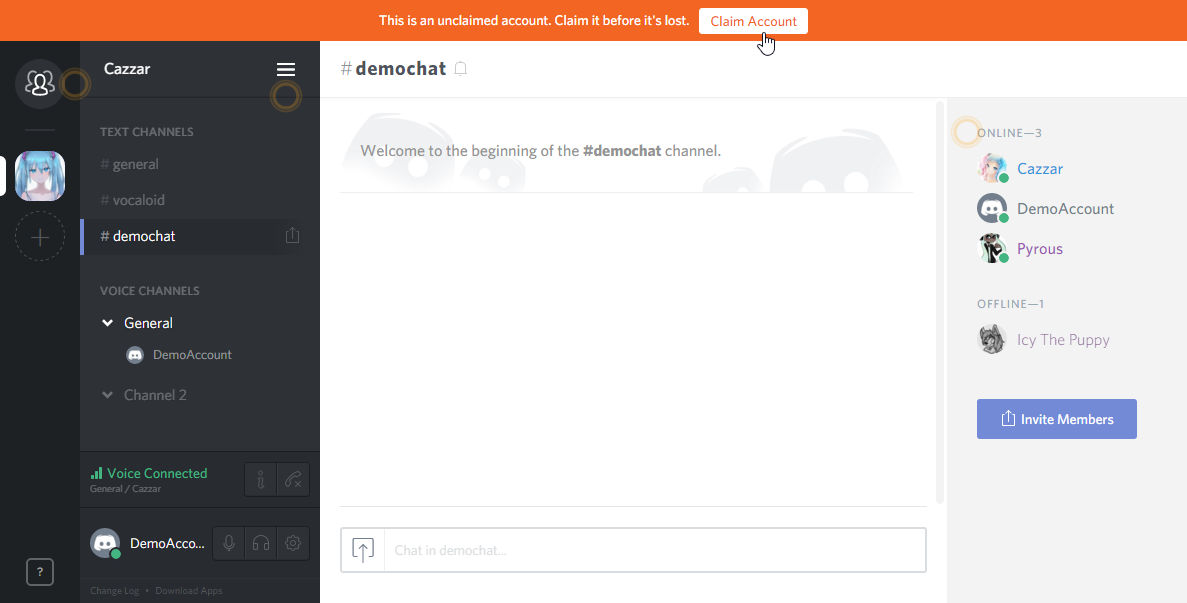 This is an unclaimed account. Claim it before it's lost. Claim Account
Cazzar
#demochat
TEXT CHANNELS
# general
# vocaloid
# demochat
VOICE CHANNELS
General
DemoAccount
Channel 2
Voice Connected
General / Cazzar
DemoAcco...
?
Change Log • Download Apps
Welcome to the beginning of the #demochat channel.
Chat in demochat...
ONLINE—3
Cazzar
DemoAccount
Pyrous
OFFLINE—1
Icy The Puppy
Invite Members